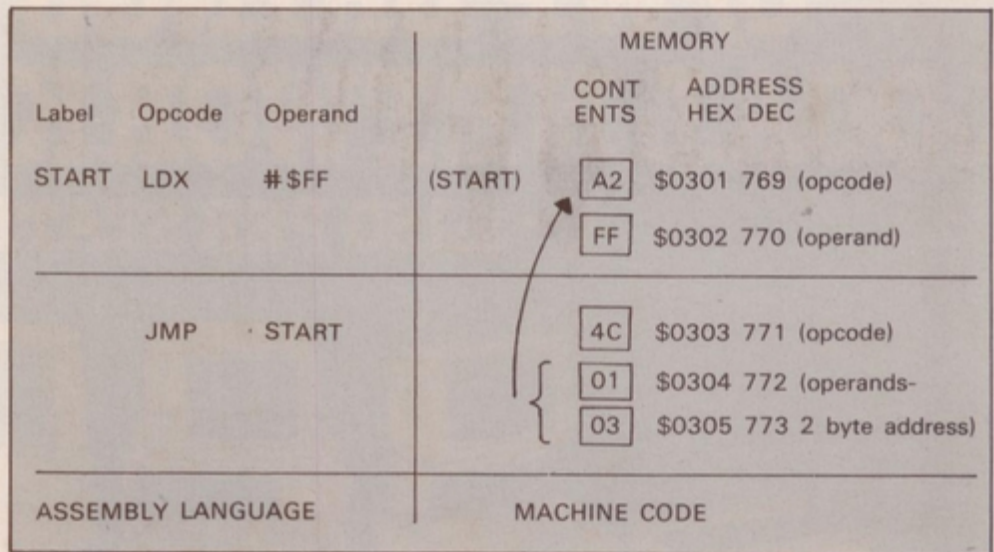 MEMORY
CONT ADDRESS
Label Opcode Operand ENTS HEX DEC
START LDX #$FF (START) A2 $0301 769 (opcode)
FF $0302 770 (operand)
JMP START 4C $0303 771 (opcode)
01 $0304 772 (operands-
03 $0305 773 2 byte address)
ASSEMBLY LANGUAGE MACHINE CODE